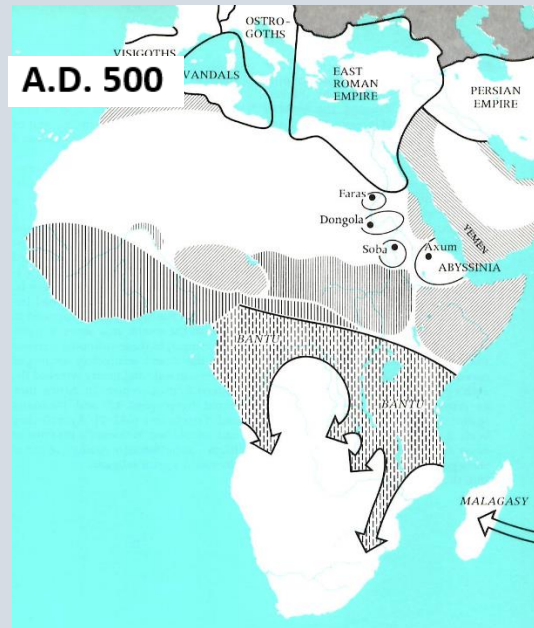 OSTRO-
GOTHS
VISIGOTHS
VANDALS
A.D. 500
EAST
ROMAN
EMPIRE
PERSIAN
EMPIRE
Faras
Dongola
YEMEN
Soba
Axum
ABYSSINIA
BANTU
BANTU
MALAGASY